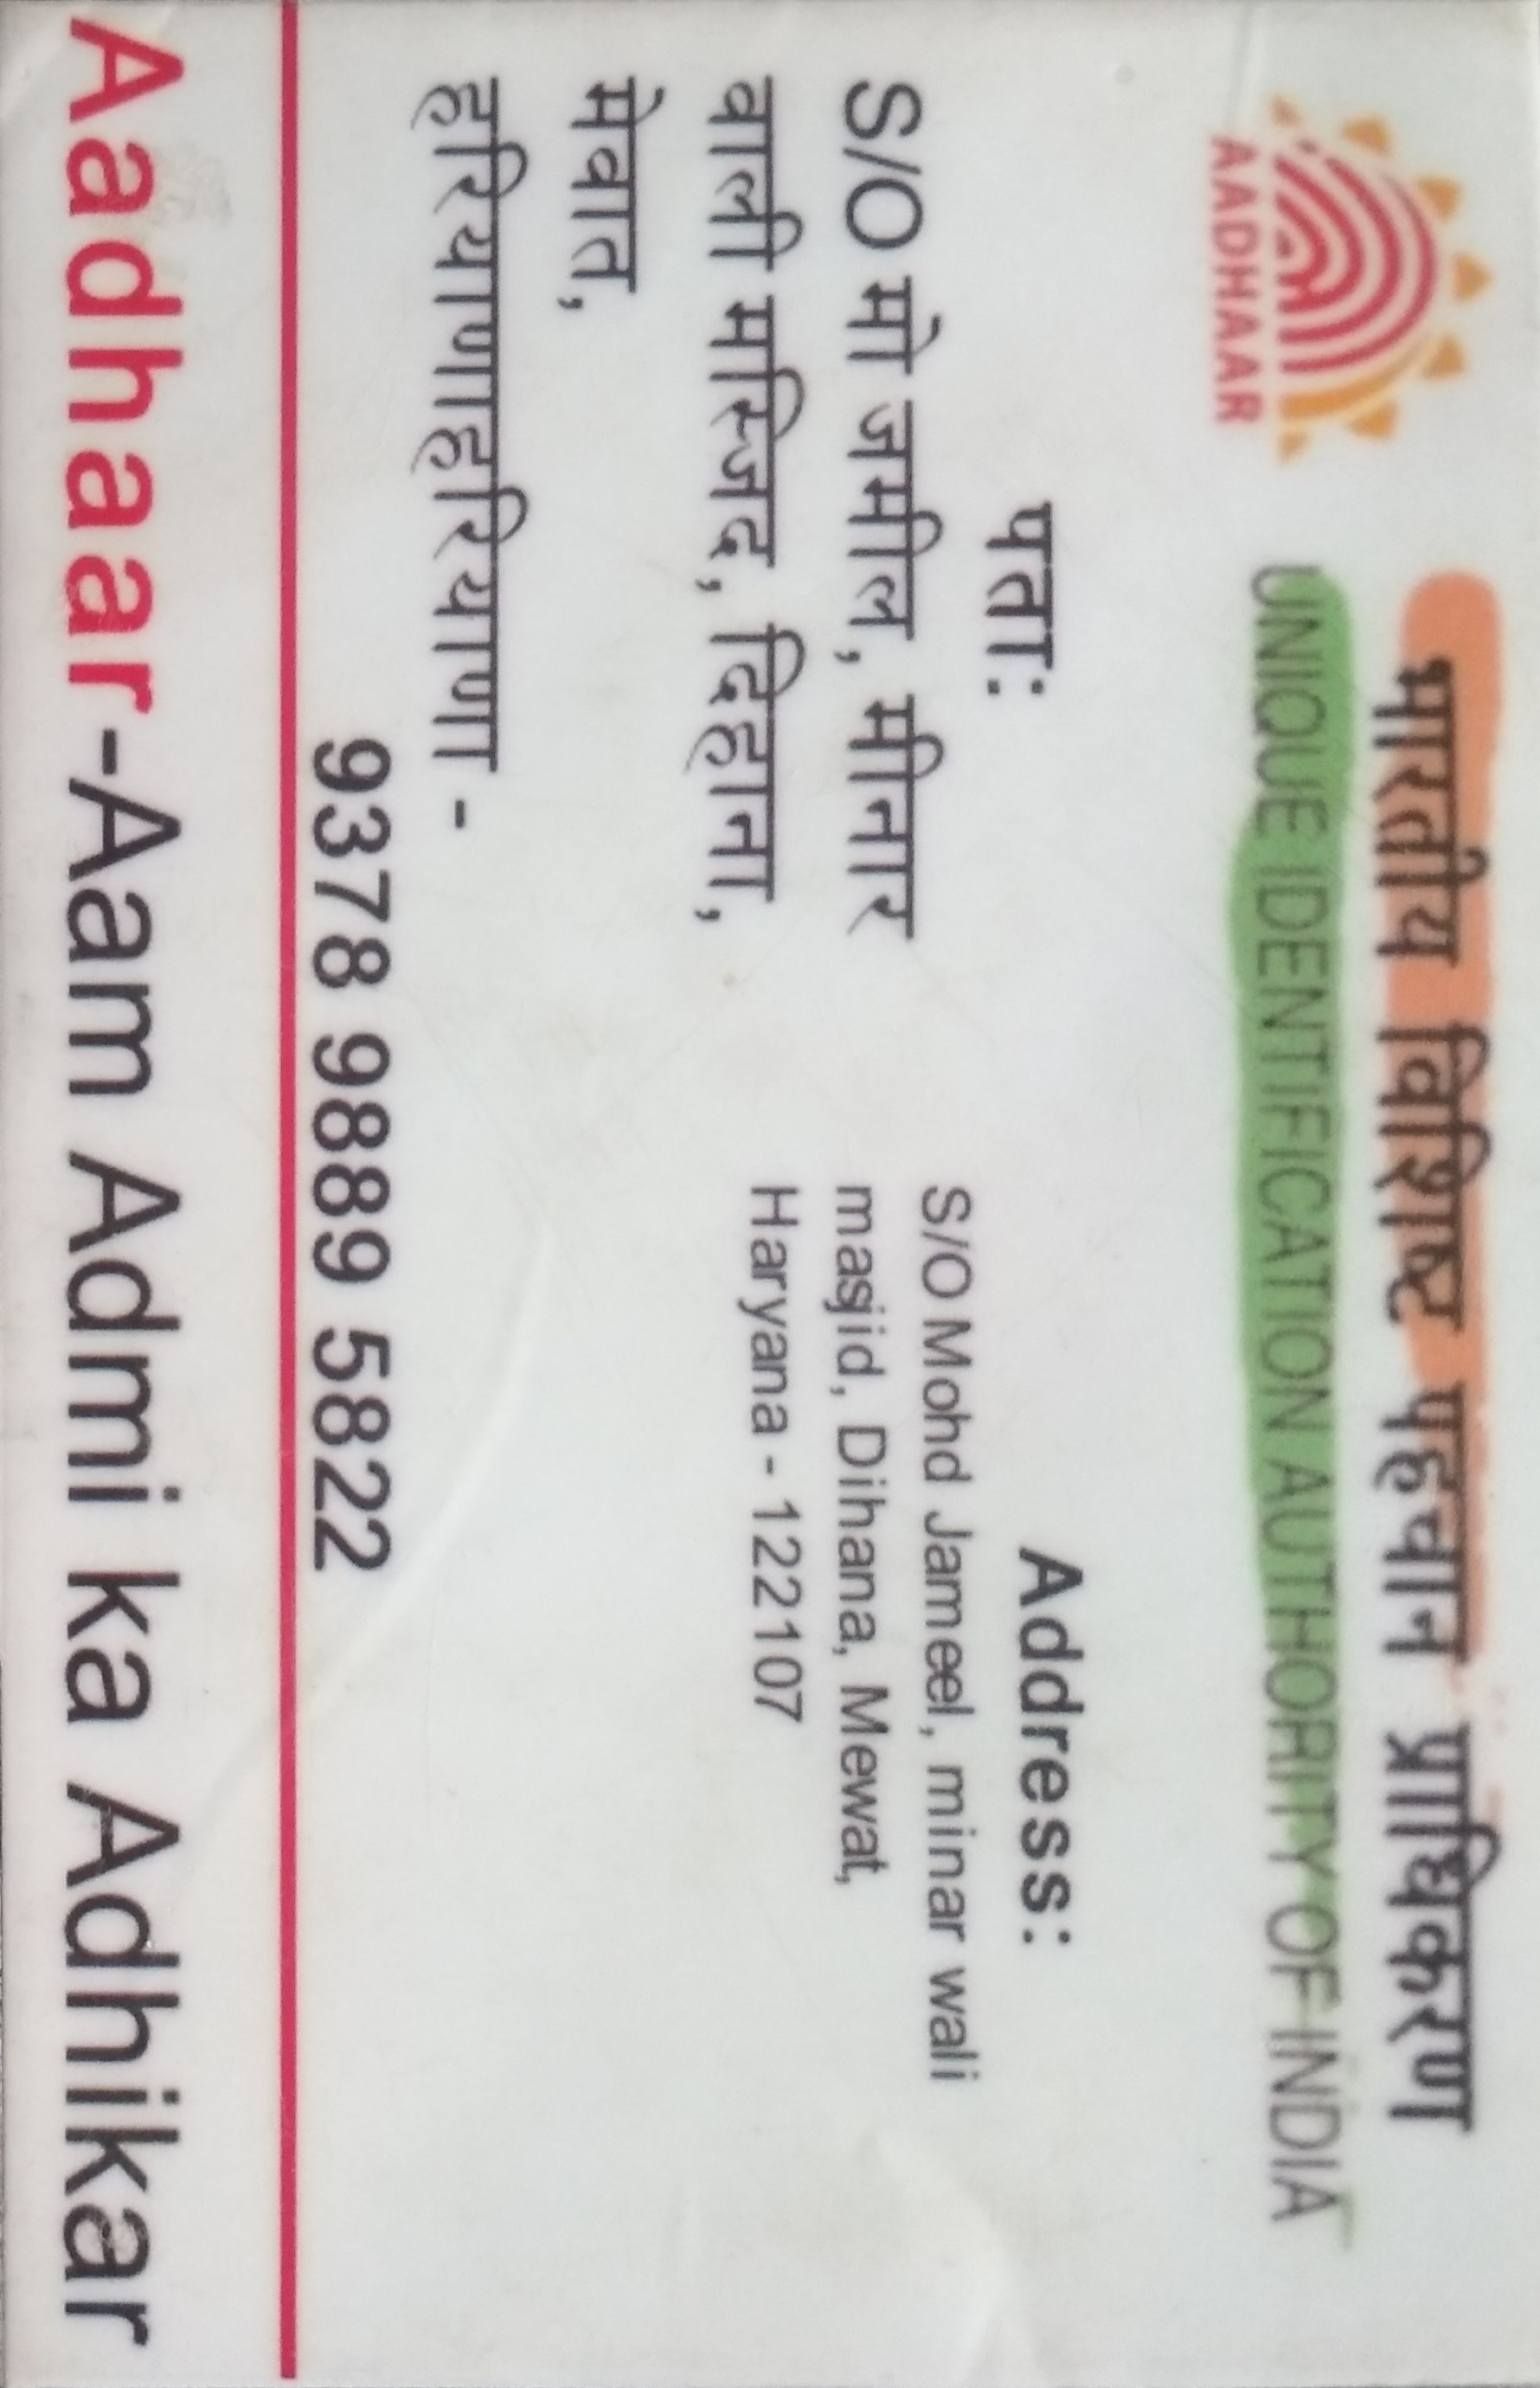 भारतीय विशिष्ट पहचान प्राधिकरण
UNIQUE IDENTIFICATION AUTHORITY OF INDIA
AADHAAR
पता:
S/O मो जमील, मीनार
वाली मस्जिद, दिहाना,
मेवात,
हरियाणाहरियाणा -
Address:
S/O Mohd Jameel, minar wali
masjid, Dihana, Mewat,
Haryana - 122107
9378 9889 5822
Aadhaar-Aam Admi ka Adhikar